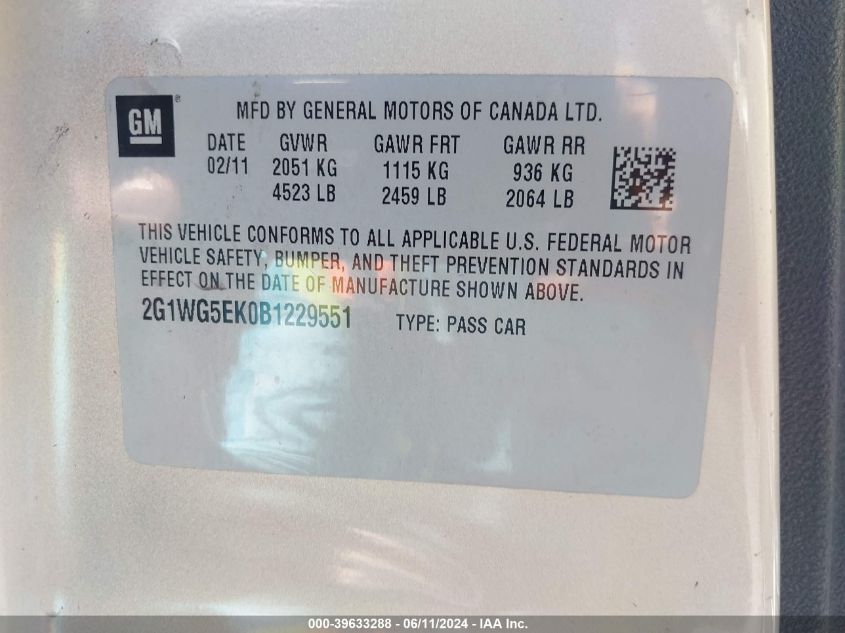 GM ®
MFD BY GENERAL MOTORS OF CANADA LTD.
DATE GVWR GAWR FRT GAWR RR
02/11 2051 KG 1115 KG 936 KG
4523 LB 2459 LB 2064 LB
THIS VEHICLE CONFORMS TO ALL APPLICABLE U.S. FEDERAL MOTOR
VEHICLE SAFETY, BUMPER, AND THEFT PREVENTION STANDARDS IN
EFFECT ON THE DATE OF MANUFACTURE SHOWN ABOVE.
2G1WG5EK0B1229551 TYPE: PASS CAR
000-39633288 - 06/11/2024 - IAA Inc.